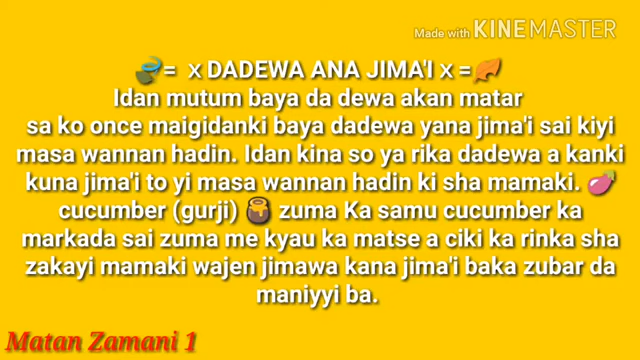 Made with KINEMASTER
= x DADEWA ANA JIMA'I x =
Idan mutum baya da dewa akan matar
sa ko once maigidanki baya dadewa yana jima'i sai kiyi
masa wannan hadin. Idan kina so ya rika dadewa a kanki
kuna jima'i to yi masa wannan hadin ki sha mamaki. 🍆
cucumber (gurji) 🍯 zuma Ka samu cucumber ka
markada sai zuma me kyau ka matse a ciki ka rinka sha
zakayi mamaki wajen jimawa kana jima'i baka zubar da
maniyyi ba.
Matan Zamani 1